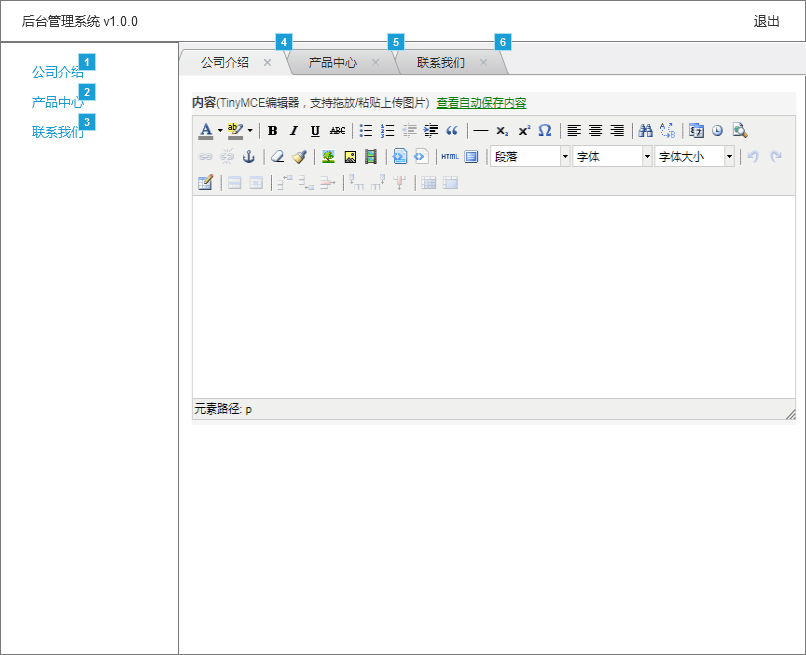 后台管理系统 v1.0.0
退出
公司介绍 1
产品中心 2
联系我们 3
公司介绍 × 4
产品中心 × 5
联系我们 × 6
内容(TinyMCE编辑器，支持拖放/粘贴上传图片) 查看自动保存内容
A ab B I U ABC “ — x₂ x² Ω
HTML 段落 字体 字体大小
元素路径: p